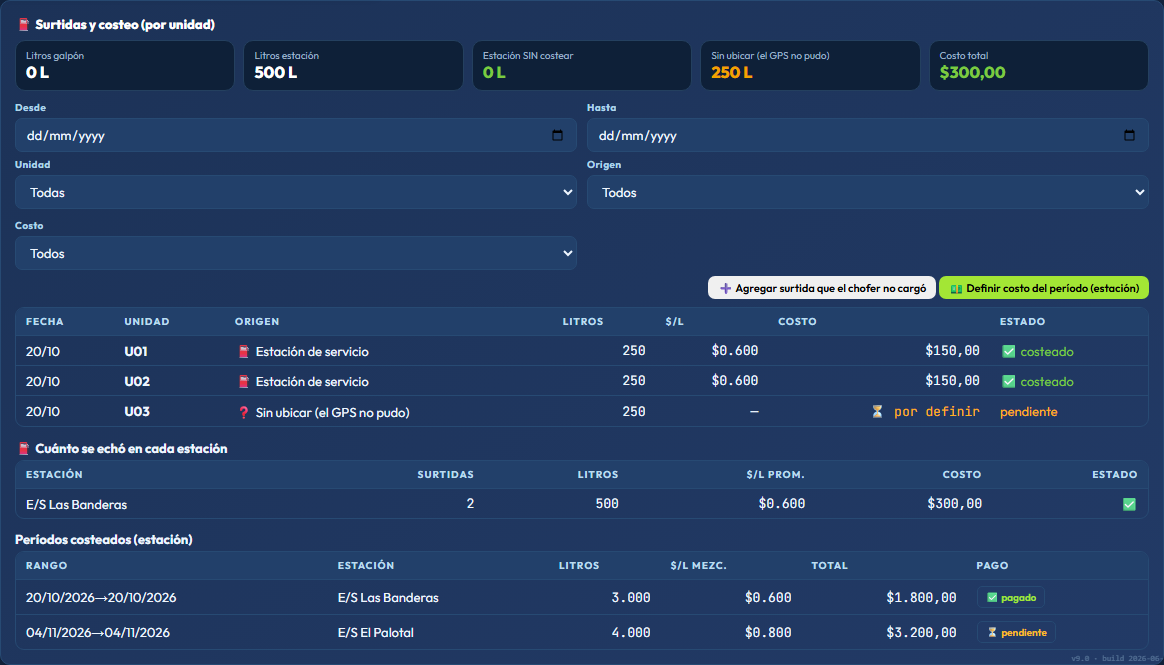 Surtidas y costeo (por unidad)
Litros galpón
0 L
Litros estación
500 L
Estación SIN costear
0 L
Sin ubicar (el GPS no pudo)
250 L
Costo total
$300,00
Desde
Hasta
dd/mm/yyyy
dd/mm/yyyy
Unidad
Origen
Todas
Todos
Costo
Todos
Agregar surtida que el chofer no cargó
Definir costo del período (estación)
FECHA UNIDAD ORIGEN LITROS $/L COSTO ESTADO
20/10 U01 Estación de servicio 250 $0.600 $150,00 costeado
20/10 U02 Estación de servicio 250 $0.600 $150,00 costeado
20/10 U03 Sin ubicar (el GPS no pudo) 250 — por definir pendiente
Cuánto se echó en cada estación
ESTACIÓN SURTIDAS LITROS $/L PROM. COSTO ESTADO
E/S Las Banderas 2 500 $0.600 $300,00
Períodos costeados (estación)
RANGO ESTACIÓN LITROS $/L MEZC. TOTAL PAGO
20/10/2026→20/10/2026 E/S Las Banderas 3.000 $0.600 $1.800,00 pagado
04/11/2026→04/11/2026 E/S El Palotal 4.000 $0.800 $3.200,00 pendiente